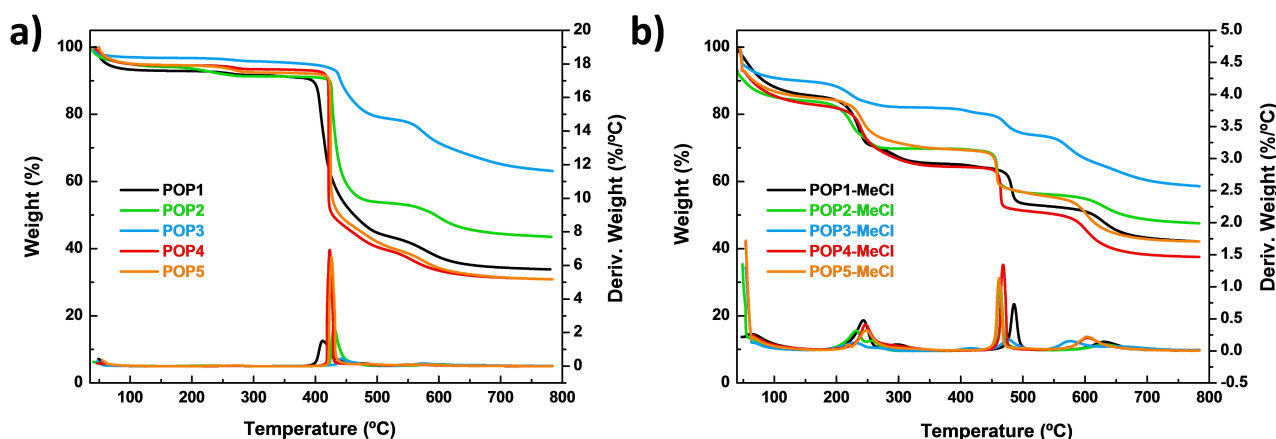 a)
Weight (%)
100
80
60
40
20
0
POP1
POP2
POP3
POP4
POP5
20
18
16
14
12
10
8
6
4
2
0
Deriv. Weight (%/ºC)
100 200 300 400 500 600 700 800
Temperature (ºC)
b)
Weight (%)
100
80
60
40
20
0
POP1-MeCl
POP2-MeCl
POP3-MeCl
POP4-MeCl
POP5-MeCl
5.0
4.5
4.0
3.5
3.0
2.5
2.0
1.5
1.0
0.5
0.0
-0.5
Deriv. Weight (%/ºC)
100 200 300 400 500 600 700 800
Temperature (ºC)